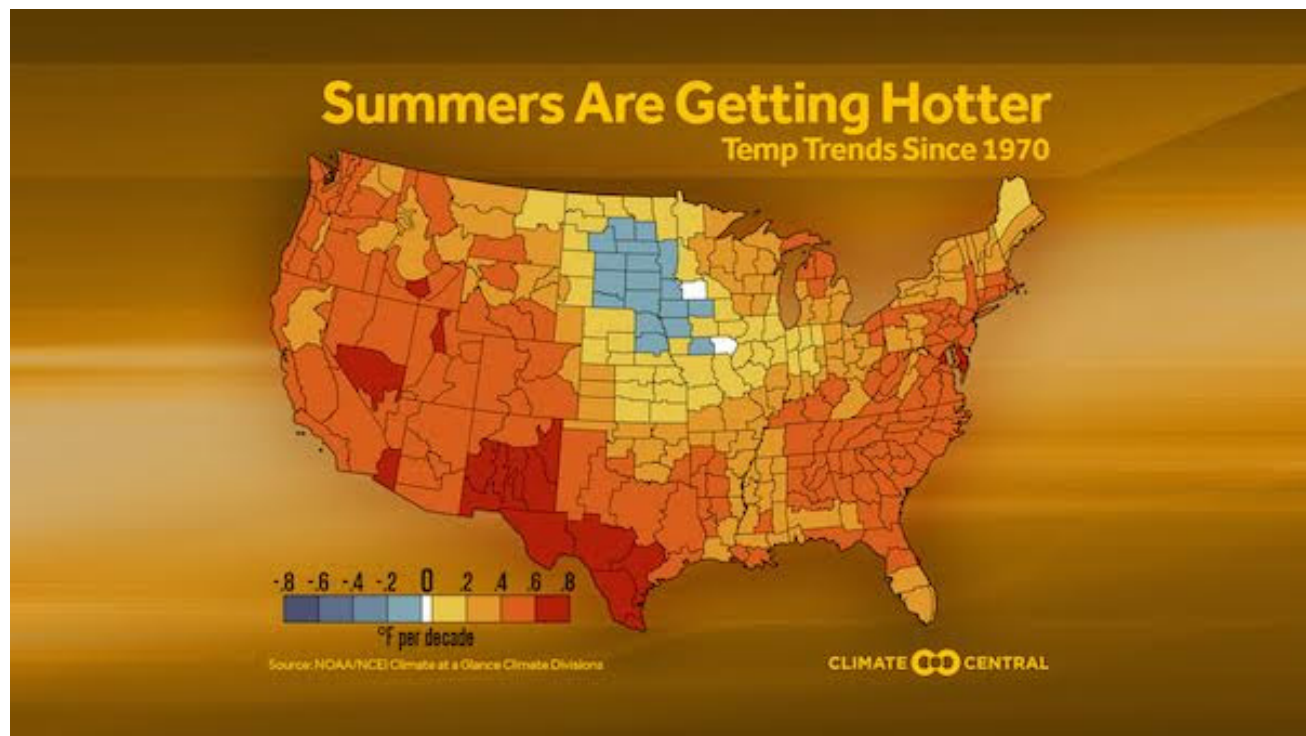 Summers Are Getting Hotter
Temp Trends Since 1970
-.8 -.6 -.4 -.2 0 .2 .4 .6 .8
°F per decade
Source: NOAA/NCEI Climate at a Glance Climate Divisions
CLIMATE CENTRAL